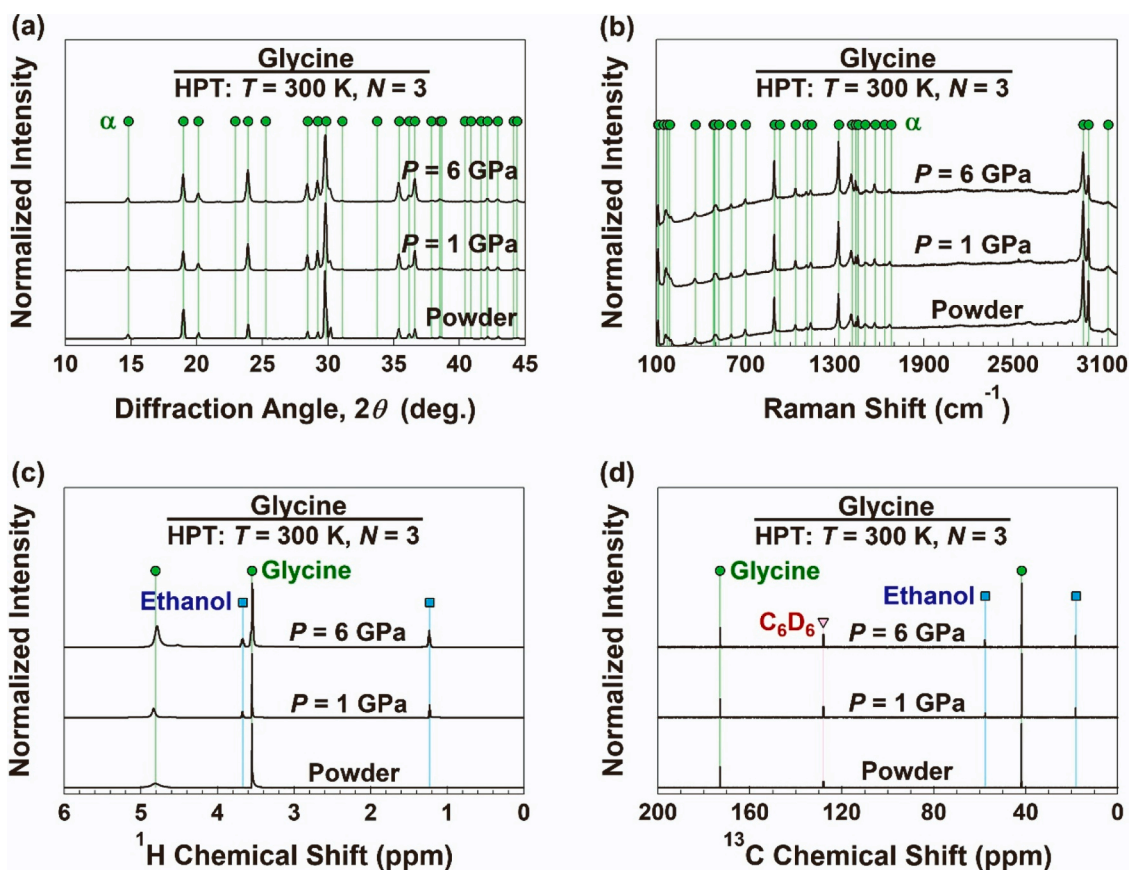 (a)
Glycine
HPT: T = 300 K, N = 3
α
P = 6 GPa
P = 1 GPa
Powder
Normalized Intensity
10 15 20 25 30 35 40 45
Diffraction Angle, 2θ (deg.)
(b)
Glycine
HPT: T = 300 K, N = 3
α
P = 6 GPa
P = 1 GPa
Powder
Normalized Intensity
100 700 1300 1900 2500 3100
Raman Shift (cm⁻¹)
(c)
Glycine
HPT: T = 300 K, N = 3
Glycine
Ethanol
P = 6 GPa
P = 1 GPa
Powder
Normalized Intensity
6 5 4 3 2 1 0
¹H Chemical Shift (ppm)
(d)
Glycine
HPT: T = 300 K, N = 3
Glycine
Ethanol
C₆D₆
P = 6 GPa
P = 1 GPa
Powder
Normalized Intensity
200 160 120 80 40 0
¹³C Chemical Shift (ppm)